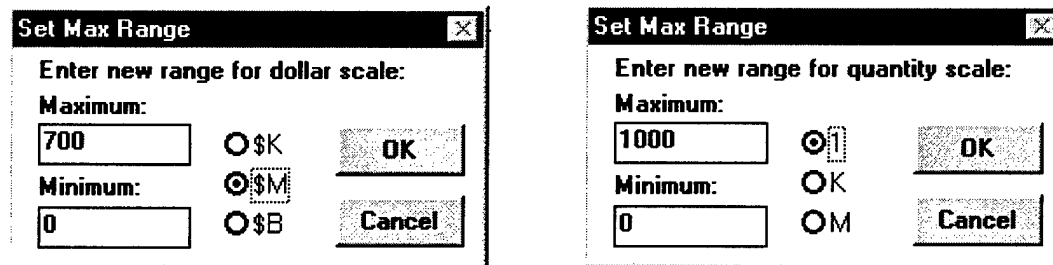 Set Max Range
Enter new range for dollar scale:
Maximum:
700
$K
OK
Minimum:
$M
0
$B
Cancel
Set Max Range
Enter new range for quantity scale:
Maximum:
1000
1
OK
Minimum:
K
0
M
Cancel